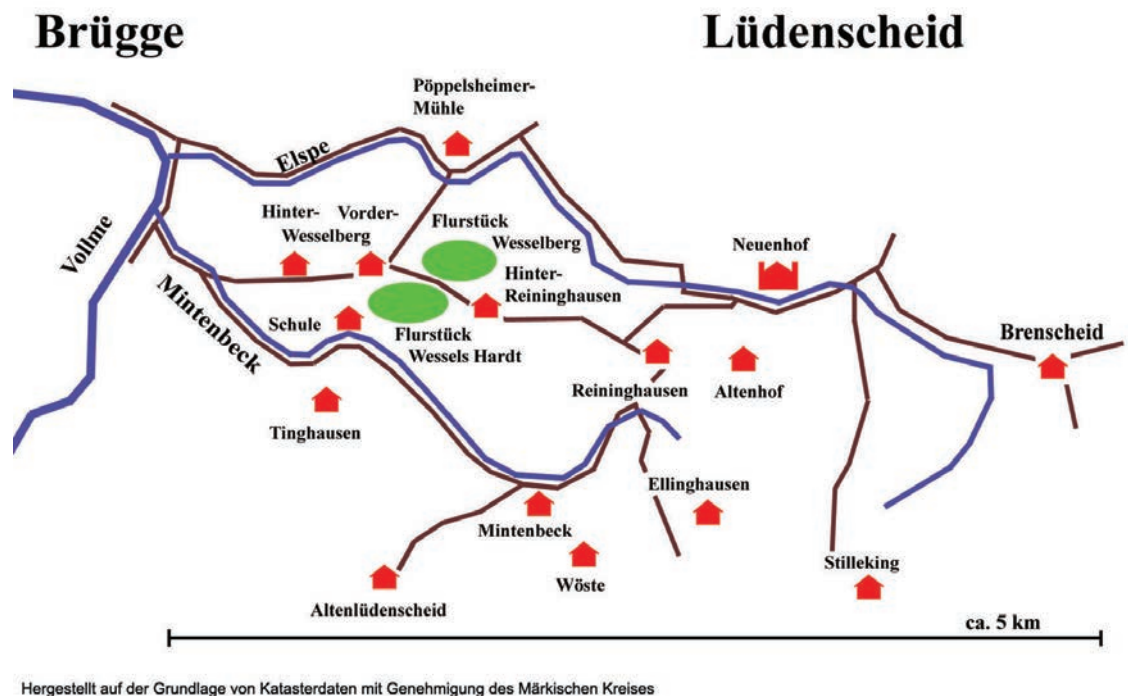 Brügge
Lüdenscheid
Pöppelsheimer-
Mühle
Elspe
Hinter-
Wesselberg
Vorder-
Flurstück
Wesselberg
Neuenhof
Vollme
Hinter-
Reininghausen
Mintenbeck
Schule
Flurstück
Wessels Hardt
Brenscheid
Reininghausen
Altenhof
Tinghausen
Ellinghausen
Mintenbeck
Stilleking
Wöste
Altenlüdenscheid
ca. 5 km
Hergestellt auf der Grundlage von Katasterdaten mit Genehmigung des Märkischen Kreises